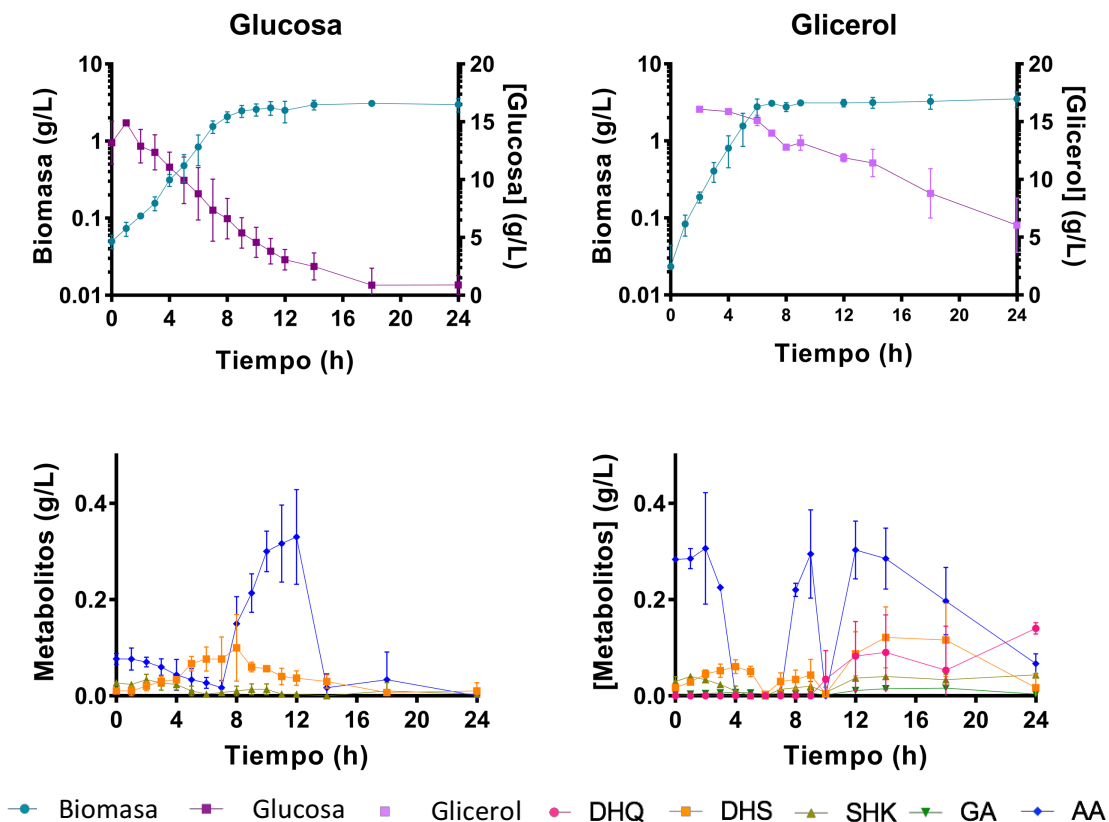 Glucosa
Glicerol
Biomasa (g/L)
10
1
0.1
0.01
20
15
10
5
0
[Glucosa] (g/L)
0 4 8 12 16 20 24
Tiempo (h)
Biomasa (g/L)
10
1
0.1
0.01
20
15
10
5
0
[Glicerol] (g/L)
0 4 8 12 16 20 24
Tiempo (h)
Metabolitos (g/L)
0.4
0.2
0.0
0 4 8 12 16 20 24
Tiempo (h)
[Metabolitos] (g/L)
0.4
0.2
0.0
0 4 8 12 16 20 24
Tiempo (h)
Biomasa Glucosa Glicerol DHQ DHS SHK GA AA